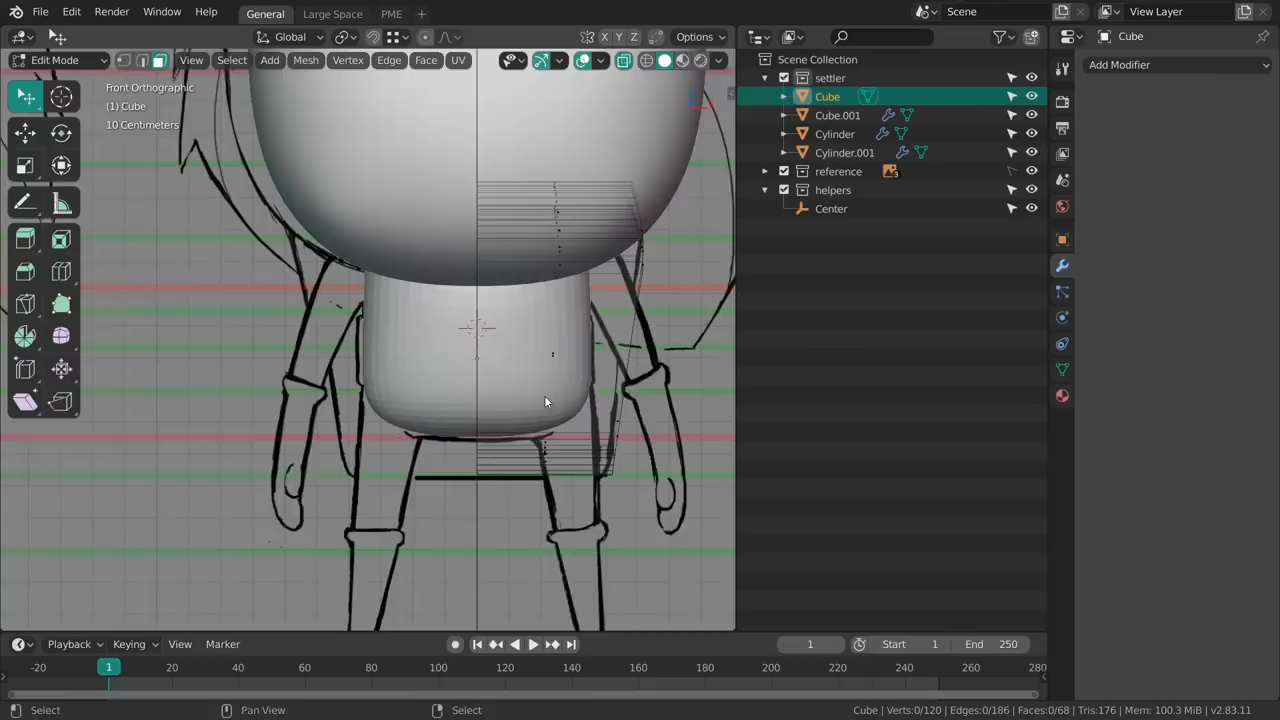 File Edit Render Window Help General Large Space PME + Scene View Layer
Global X Y Z Options Cube
Edit Mode View Select Add Mesh Vertex Edge Face UV Scene Collection Add Modifier
Front Orthographic
(1) Cube
10 Centimeters
settler
Cube
Cube.001
Cylinder
Cylinder.001
reference 3
helpers
Center
Playback Keying View Marker 1 Start 1 End 250
-20 1 20 40 60 80 100 120 140 160 180 200 220 240 260 280
Select Pan View Select Cube | Verts:0/120 | Edges:0/186 | Faces:0/68 | Tris:176 | Mem: 100.3 MiB | v2.83.11